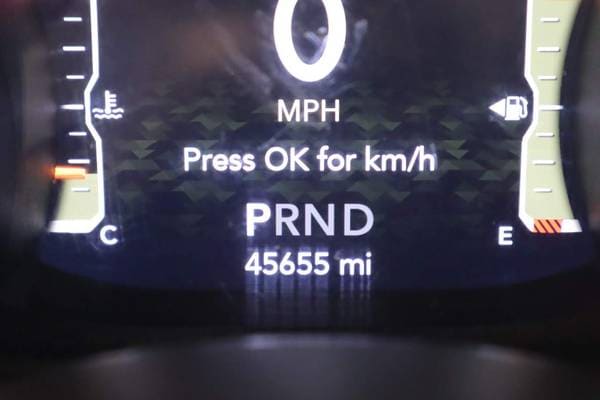 0
MPH
Press OK for km/h
PRND
C
E
45655 mi